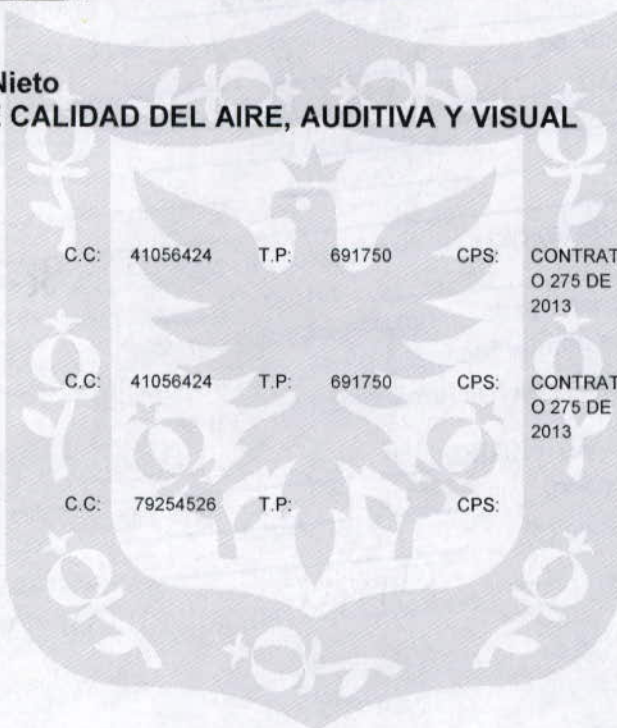 Nieto
CALIDAD DEL AIRE, AUDITIVA Y VISUAL
C.C: 41056424 T.P: 691750 CPS: CONTRAT
O 275 DE
2013
C.C: 41056424 T.P: 691750 CPS: CONTRAT
O 275 DE
2013
C.C: 79254526 T.P: CPS: